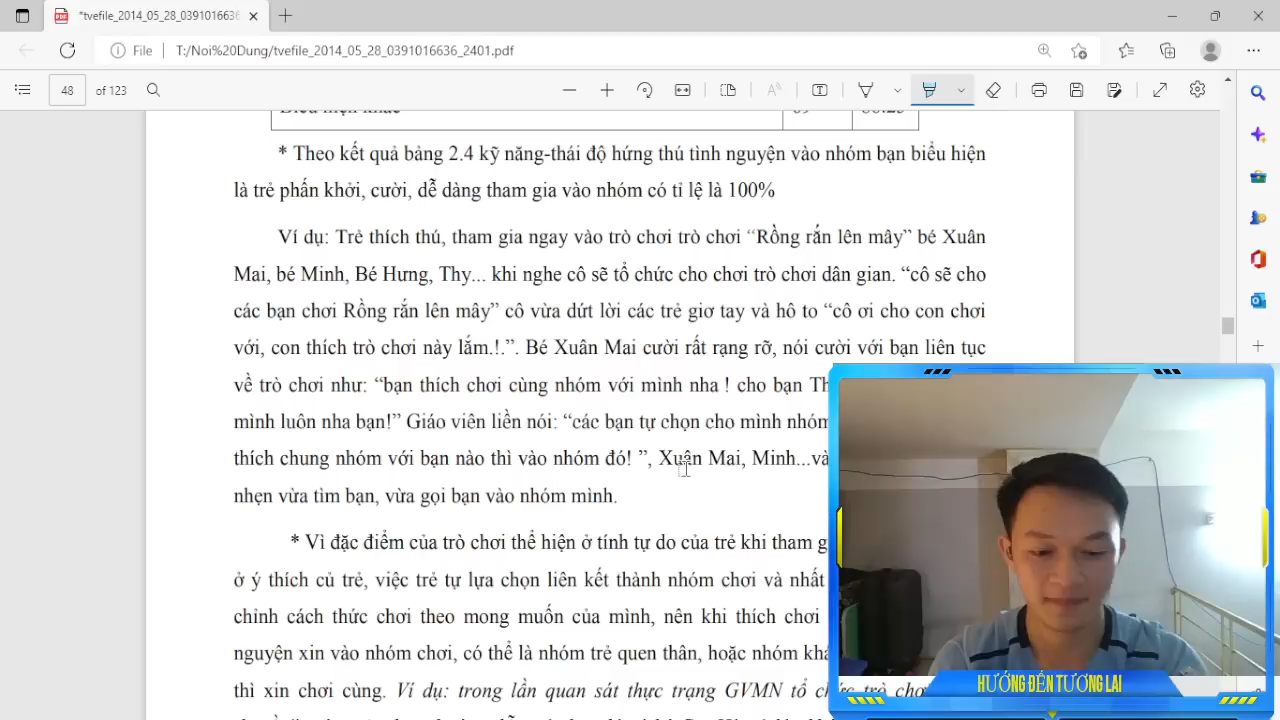 *tvefile_2014_05_28_0391016636
File T:/Noi%20Dung/tvefile_2014_05_28_0391016636_2401.pdf
48 of 123
* Theo kết quả bảng 2.4 kỹ năng-thái độ hứng thú tình nguyện vào nhóm bạn biểu hiện
là trẻ phấn khởi, cười, dễ dàng tham gia vào nhóm có tỉ lệ là 100%
Ví dụ: Trẻ thích thú, tham gia ngay vào trò chơi trò chơi “Rồng rắn lên mây” bé Xuân
Mai, bé Minh, Bé Hưng, Thy... khi nghe cô sẽ tổ chức cho chơi trò chơi dân gian. “cô sẽ cho
các bạn chơi Rồng rắn lên mây” cô vừa dứt lời các trẻ giơ tay và hô to “cô ơi cho con chơi
với, con thích trò chơi này lắm.!.”. Bé Xuân Mai cười rất rạng rỡ, nói cười với bạn liên tục
về trò chơi như: “bạn thích chơi cùng nhóm với mình nha ! cho bạn Th
mình luôn nha bạn!” Giáo viên liền nói: “các bạn tự chọn cho mình nhóm
thích chung nhóm với bạn nào thì vào nhóm đó! ”, Xuân Mai, Minh...và
nhẹn vừa tìm bạn, vừa gọi bạn vào nhóm mình.
* Vì đặc điểm của trò chơi thể hiện ở tính tự do của trẻ khi tham g
ở ý thích củ trẻ, việc trẻ tự lựa chọn liên kết thành nhóm chơi và nhất
chỉnh cách thức chơi theo mong muốn của mình, nên khi thích chơi
nguyện xin vào nhóm chơi, có thể là nhóm trẻ quen thân, hoặc nhóm kh
thì xin chơi cùng. Ví dụ: trong lần quan sát thực trạng GVMN tổ chức trò chơ
HƯỚNG ĐẾN TƯƠNG LAI